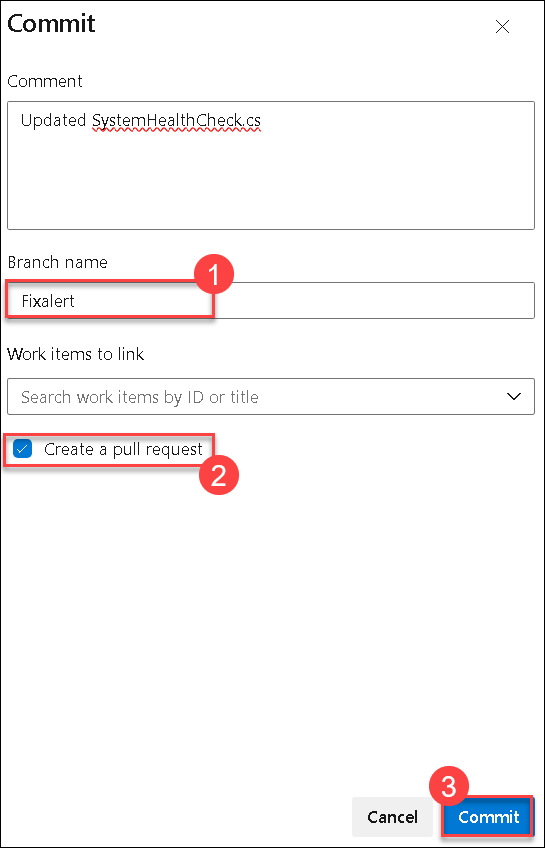 Commit
Comment
Updated SystemHealthCheck.cs
Branch name
1
Fixalert
Work items to link
Search work items by ID or title
Create a pull request
2
3
Cancel
Commit